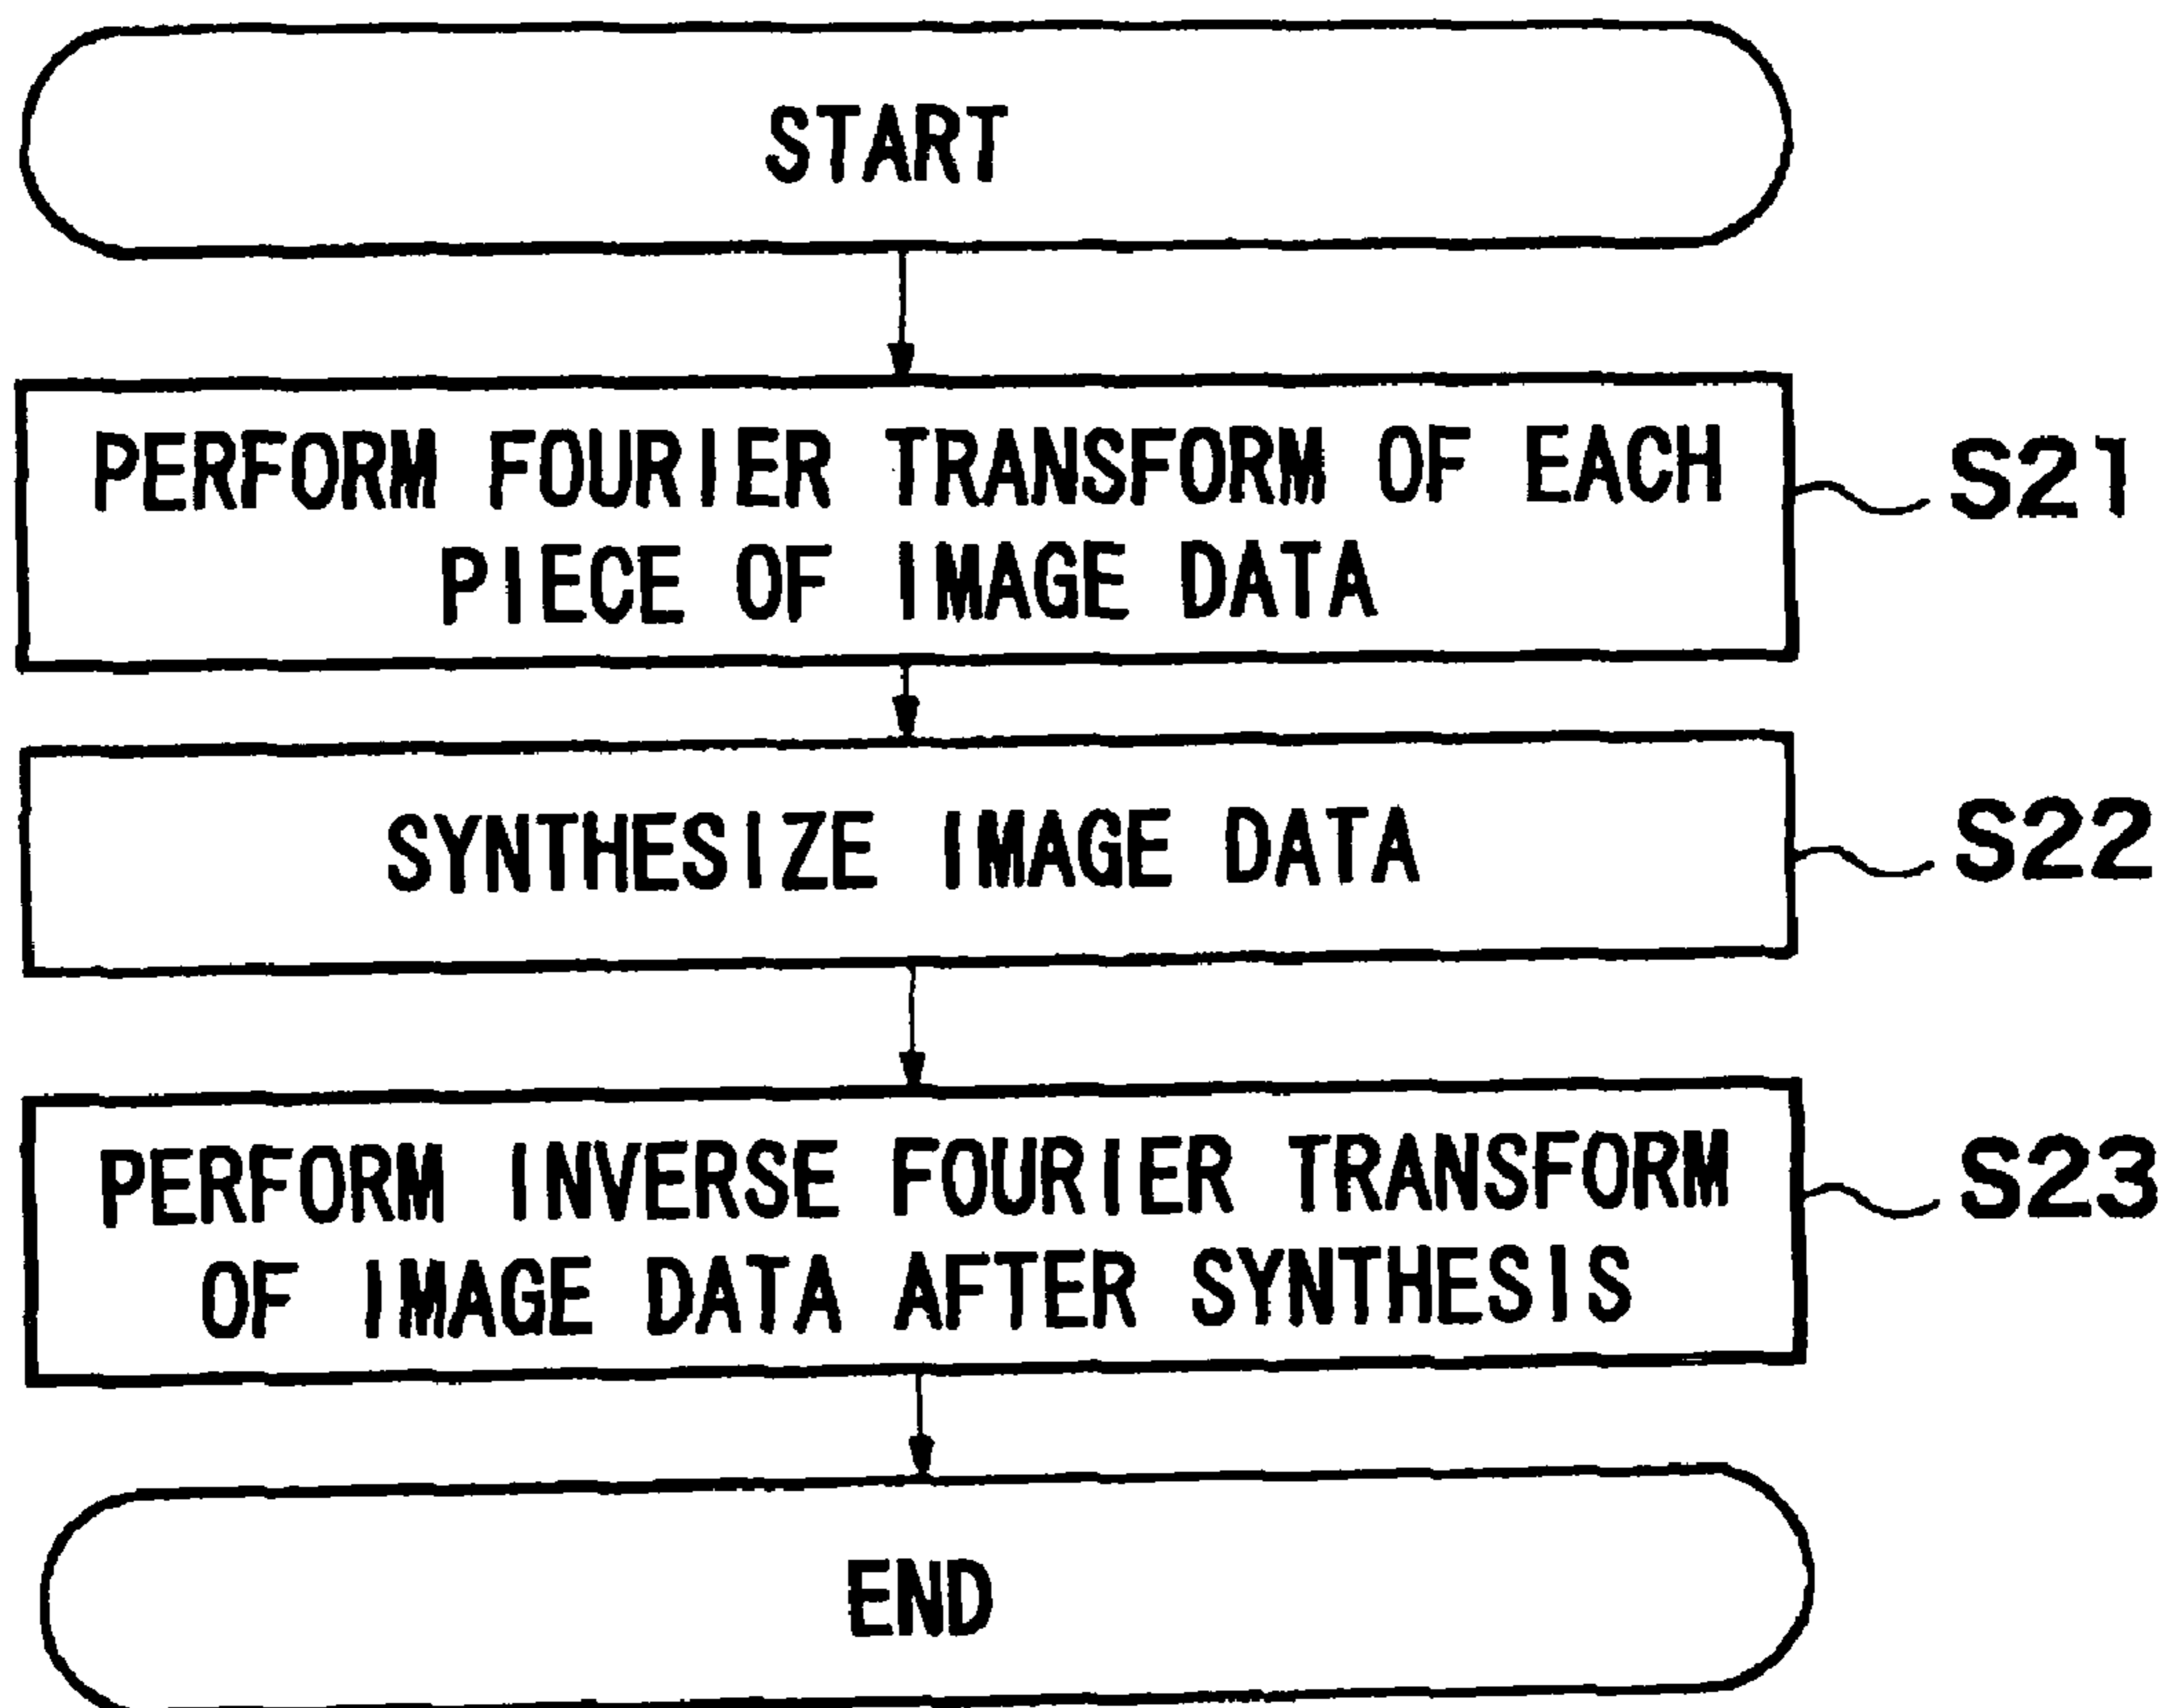 START
PERFORM FOURIER TRANSFORM OF EACH
PIECE OF IMAGE DATA
S21
SYNTHESIZE IMAGE DATA
S22
PERFORM INVERSE FOURIER TRANSFORM
OF IMAGE DATA AFTER SYNTHESIS
S23
END